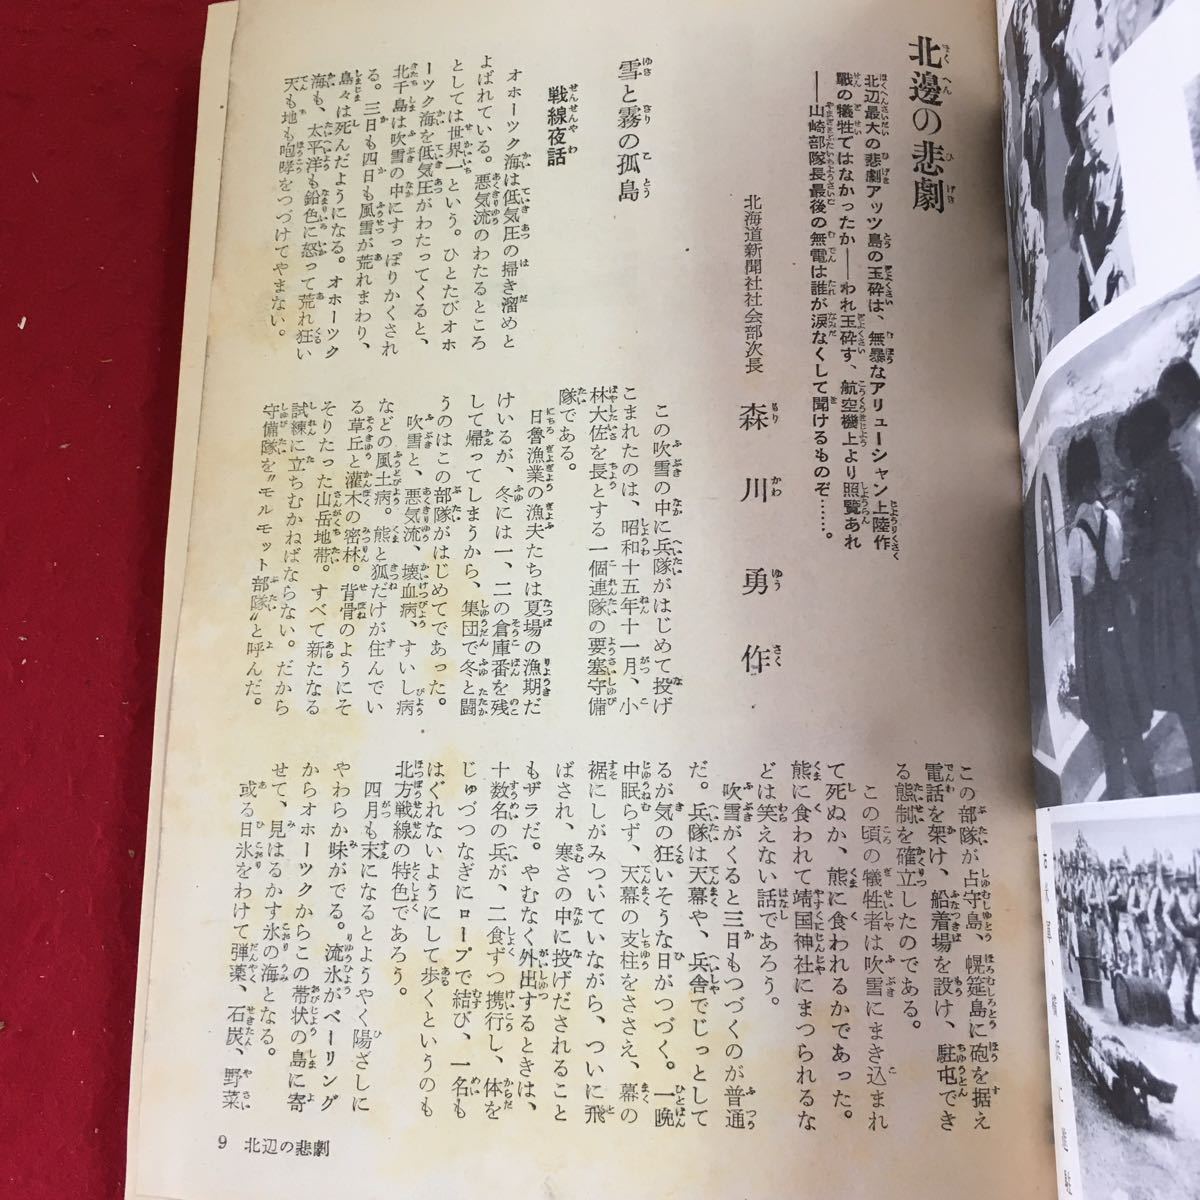 北邊の悲劇
北辺最大の悲劇アッツ島の玉砕は、無暴なアリューシャン上陸作
戰の犠牲てはなかったか――われ玉砕す、航空機上より照覧あれ
――山崎部隊長最後の無電は誰が涙なくして聞けるものぞ……。
北海道新聞社社会部次長
森川勇作
雪と霧の孤島
戦線夜話
オホーツク海は低気圧の掃き溜めと
よばれている。悪気流のわたるところ
としては世界一という。ひとたびオホ
ーツク海を低気圧がわたってくると、
北千島は吹雪の中にすっぽりかくされ
る。三日も四日も風雪が荒れまわり、
島々は死んだようになる。オホーツク
海も、太平洋も鉛色に怒って荒れ狂い
天も地も咆哮をつづけてやまない。
この吹雪の中に兵隊がはじめて投げ
こまれたのは、昭和十五年十一月、小
林大佐を長とする一個連隊の要塞守備
隊である。
日魯漁業の漁夫たちは夏場の漁期だ
けいるが、冬には一、二の倉庫番を残
して帰ってしまうから、集団で冬と闘
うのはこの部隊がはじめてであった。
吹雪と、悪気流、壊血病、すいし病
などの風土病。熊と狐だけが住んでい
る草丘と灌木の密林。背骨のようにそ
そりたった山岳地帯。すべて新たなる
試練に立ちむかねばならない。だから
守備隊を〝モルモット部隊〟と呼んだ。
この部隊が占守島、幌筵島に砲を据え
電話を架け、船着場を設け、駐屯でき
る態制を確立したのである。
この頃の犠牲者は吹雪にまき込まれ
て死ぬか、熊に食われるかであった。
熊に食われて靖国神社にまつられるな
どは笑えない話であろう。
吹雪がくると三日もつづくのが普通
だ。兵隊は天幕や、兵舎でじっとして
るが気の狂いそうな日がつづく。一晩
中眠らず、天幕の支柱をささえ、幕の
裾にしがみついていながら、ついに飛
ばされ、寒さの中に投げだされること
もザラだ。やむなく外出するときは、
十数名の兵が、二食ずつ携行し、体を
じゅづつなぎにロープで結び、一名も
はぐれないようにして歩くというのも
北方戦線の特色であろう。
四月も末になるとようやく陽ざしに
やわらか味がでる。流氷がベーリング
からオホーツクからこの帯状の島に寄
せて、見はるかす氷の海となる。
或る日氷をわけて弾薬、石炭、野菜
9 北辺の悲劇